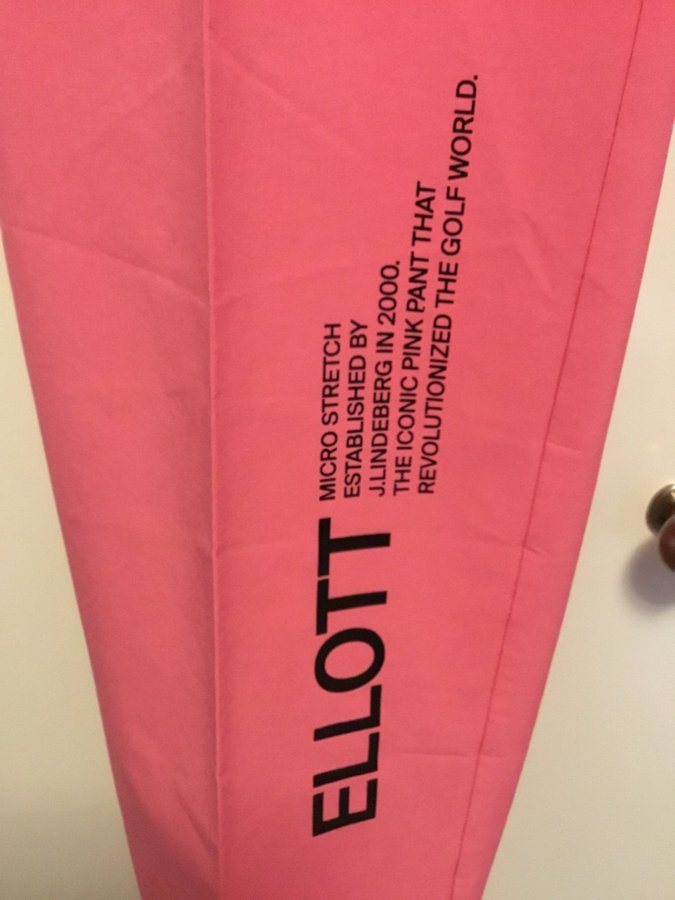 ELLOTT
MICRO STRETCH
ESTABLISHED BY
J.LINDEBERG IN 2000.
THE ICONIC PINK PANT THAT
REVOLUTIONIZED THE GOLF WORLD.